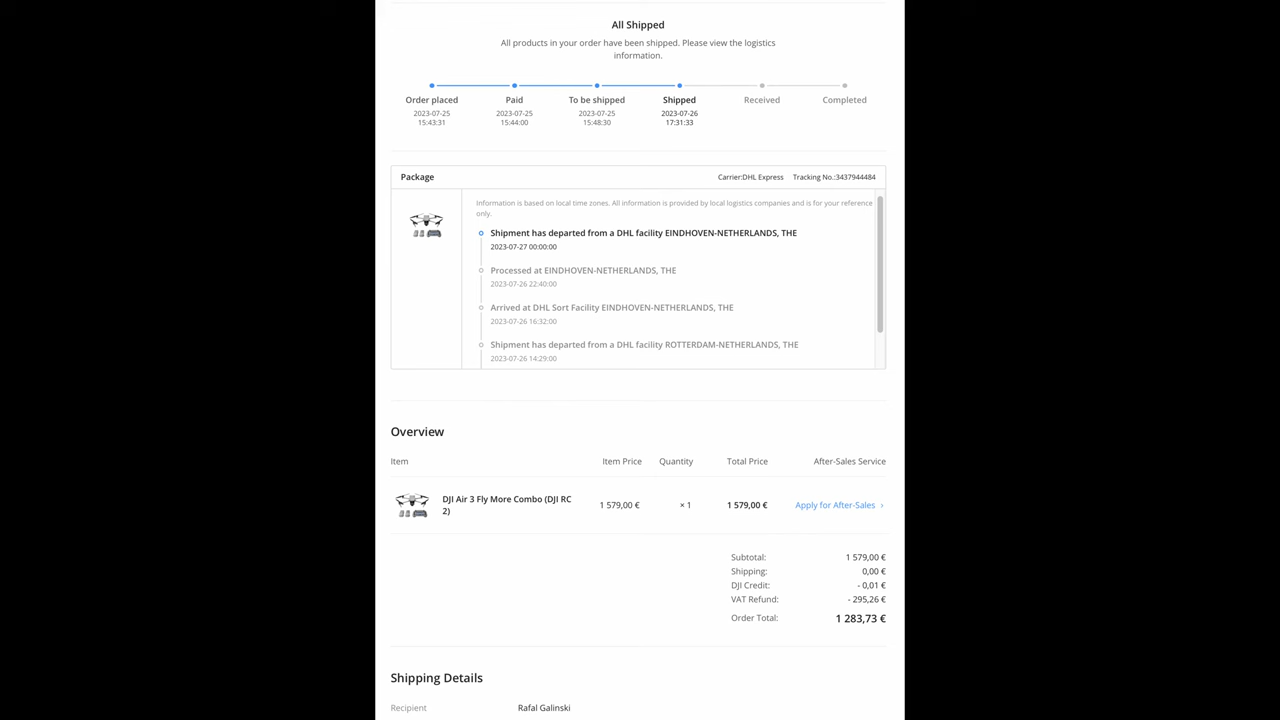 All Shipped
All products in your order have been shipped. Please view the logistics
information.
Order placed
2023-07-25
15:43:31
Paid
2023-07-25
15:44:00
To be shipped
2023-07-25
15:48:30
Shipped
2023-07-26
17:31:33
Received
Completed
Package
Carrier:DHL Express Tracking No.:3437944484
Information is based on local time zones. All information is provided by local logistics companies and is for your reference
only.
Shipment has departed from a DHL facility EINDHOVEN-NETHERLANDS, THE
2023-07-27 00:00:00
Processed at EINDHOVEN-NETHERLANDS, THE
2023-07-26 22:40:00
Arrived at DHL Sort Facility EINDHOVEN-NETHERLANDS, THE
2023-07-26 16:32:00
Shipment has departed from a DHL facility ROTTERDAM-NETHERLANDS, THE
2023-07-26 14:29:00
Overview
Item Item Price Quantity Total Price After-Sales Service
DJI Air 3 Fly More Combo (DJI RC
2)
1 579,00 € × 1 1 579,00 € Apply for After-Sales ›
Subtotal: 1 579,00 €
Shipping: 0,00 €
DJI Credit: - 0,01 €
VAT Refund: - 295,26 €
Order Total: 1 283,73 €
Shipping Details
Recipient Rafal Galinski